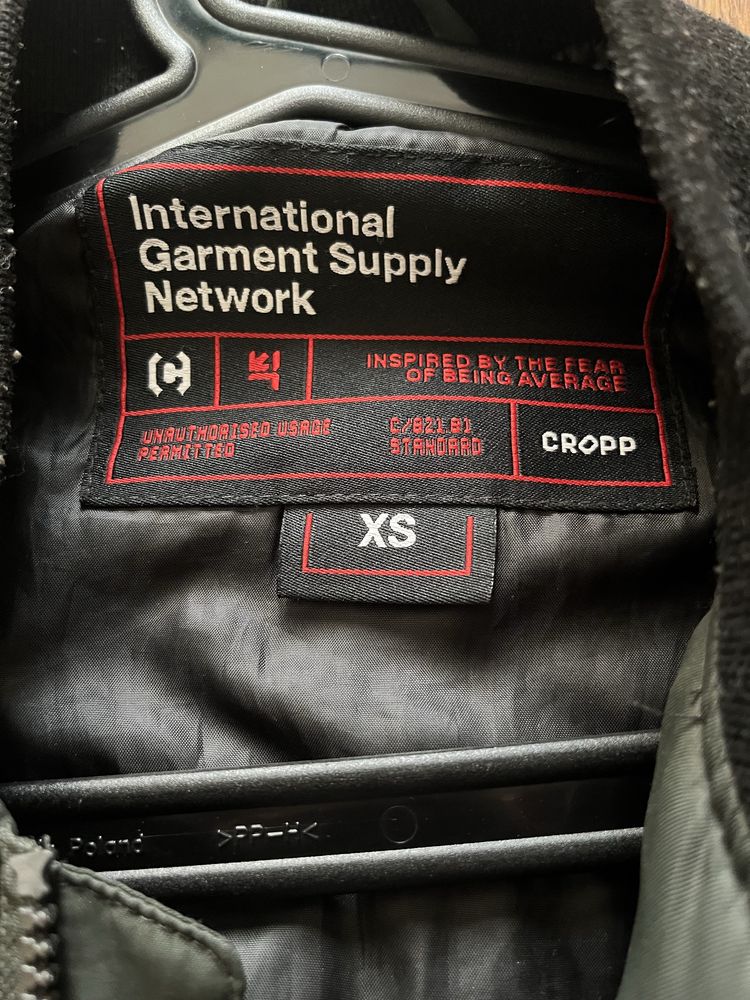 International
Garment Supply
Network
[C]
INSPIRED BY THE FEAR
OF BEING AVERAGE
UNAUTHORISED USAGE
PERMITTED
C/821.81
STANDARD
CROPP
XS
Poland >PP-H<